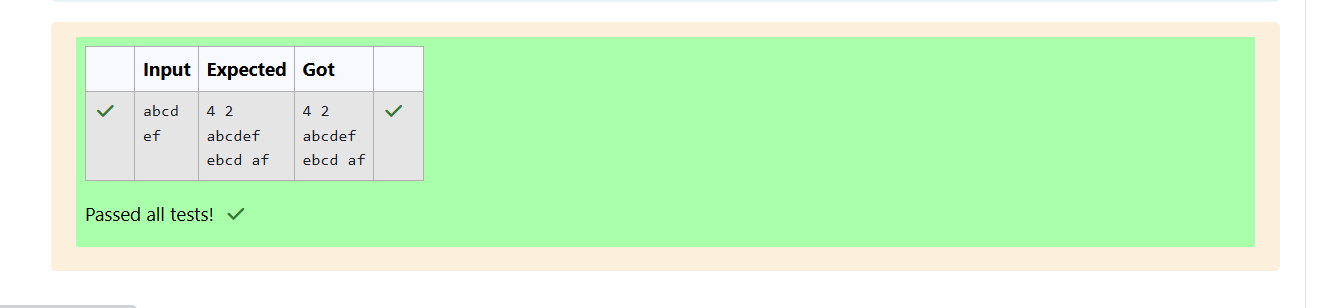 Input Expected Got
abcd 4 2 4 2
ef abcdef abcdef
ebcd af ebcd af
Passed all tests!